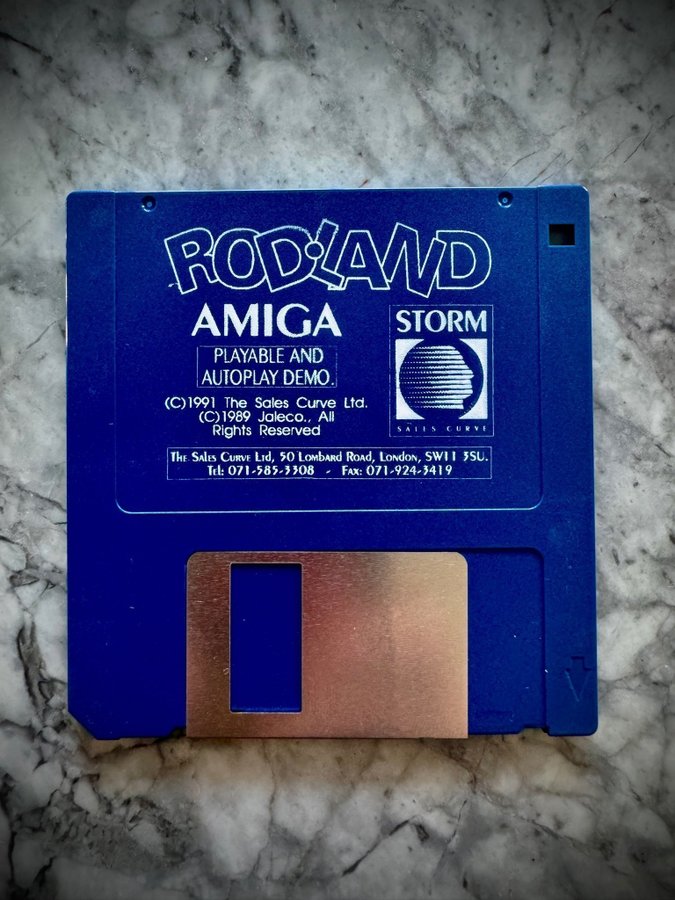 RODLAND
AMIGA
PLAYABLE AND
AUTOPLAY DEMO.
(C)1991 The Sales Curve Ltd.
(C)1989 Jaleco., All
Rights Reserved
STORM
SALES CURVE
The Sales Curve Ltd, 50 Lombard Road, London, SW11 3SU.
Tel: 071-585-3308 - Fax: 071-924-3419